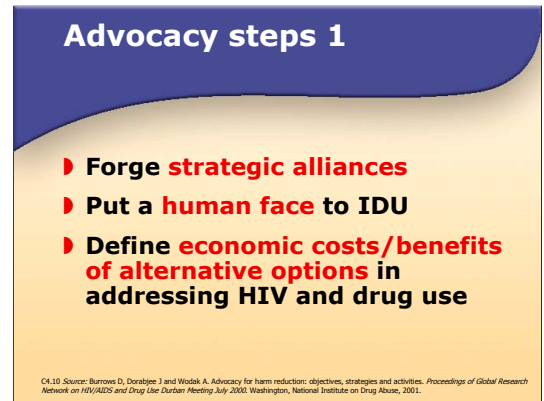 Advocacy steps 1
◗ Forge strategic alliances
◗ Put a human face to IDU
◗ Define economic costs/benefits
of alternative options in
addressing HIV and drug use
C4.10 Source: Burrows D, Dorabjee J and Wodak A. Advocacy for harm reduction: objectives, strategies and activities. Proceedings of Global Research
Network on HIV/AIDS and Drug Use Durban Meeting July 2000. Washington, National Institute on Drug Abuse, 2001.